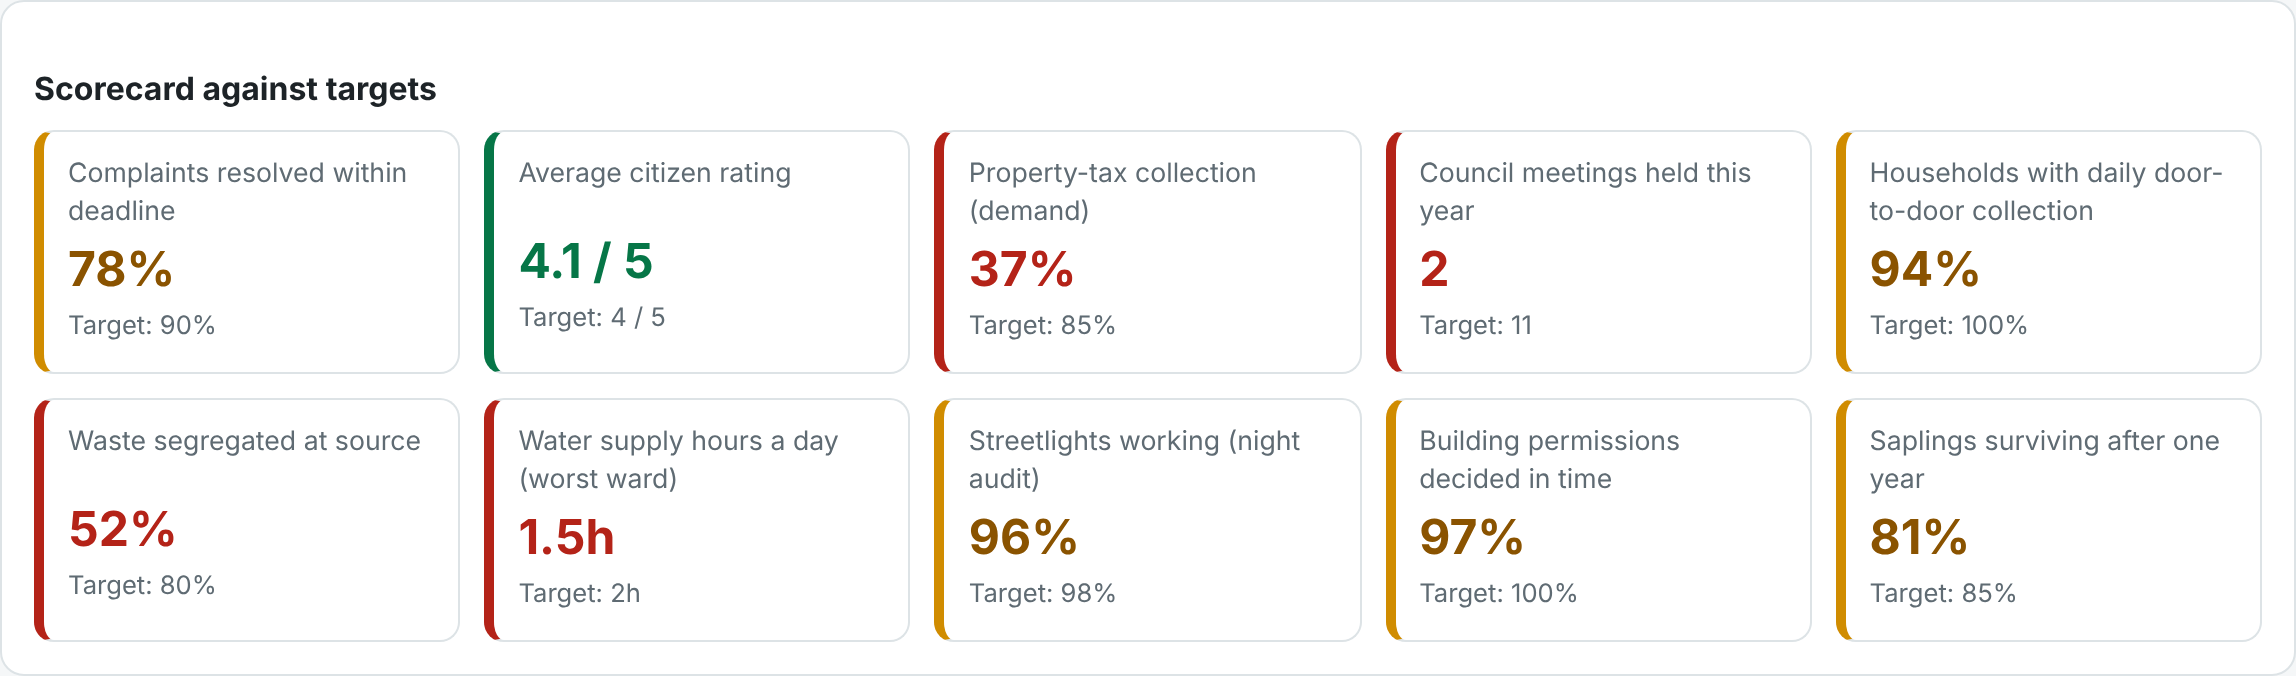 Scorecard against targets
Complaints resolved within
deadline
78%
Target: 90%
Average citizen rating
4.1 / 5
Target: 4 / 5
Property-tax collection
(demand)
37%
Target: 85%
Council meetings held this
year
2
Target: 11
Households with daily door-
to-door collection
94%
Target: 100%
Waste segregated at source
52%
Target: 80%
Water supply hours a day
(worst ward)
1.5h
Target: 2h
Streetlights working (night
audit)
96%
Target: 98%
Building permissions
decided in time
97%
Target: 100%
Saplings surviving after one
year
81%
Target: 85%